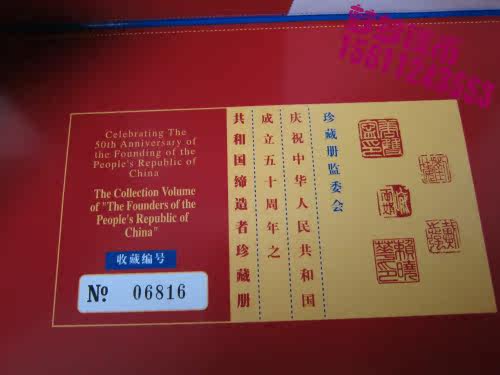 Celebrating The
50th Anniversary of
the Founding of the
People's Republic of
China
The Collection Volume
of "The Founders of the
People's Republic of
China"
收藏编号
№ 06816
珍藏册监委会
庆祝中华人民共和国
成立五十周年之
共和国缔造者珍藏册